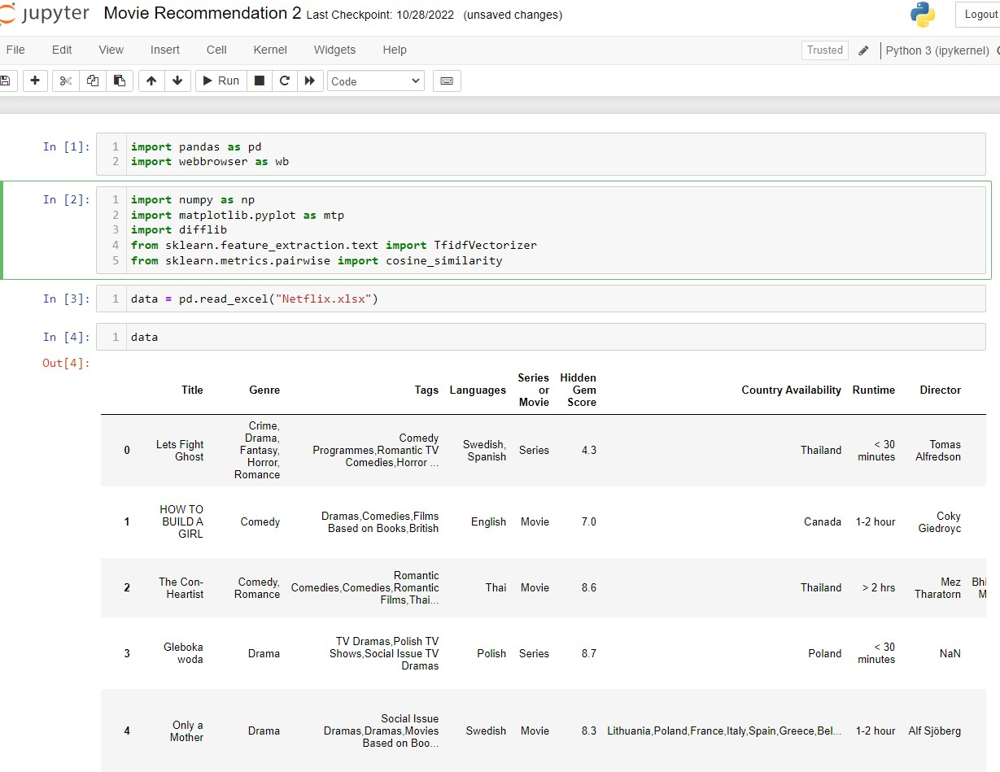 jupyter Movie Recommendation 2 Last Checkpoint: 10/28/2022 (unsaved changes) Logout
File Edit View Insert Cell Kernel Widgets Help Trusted Python 3 (ipykernel)
Run Code
In [1]: 1 import pandas as pd
2 import webbrowser as wb
In [2]: 1 import numpy as np
2 import matplotlib.pyplot as mtp
3 import difflib
4 from sklearn.feature_extraction.text import TfidfVectorizer
5 from sklearn.metrics.pairwise import cosine_similarity
In [3]: 1 data = pd.read_excel("Netflix.xlsx")
In [4]: 1 data
Out[4]:
Series Hidden
Title Genre Tags Languages or Gem Country Availability Runtime Director
Movie Score
Crime,
Drama,
Lets Fight Fantasy, Comedy Swedish, < 30 Tomas
0 Programmes,Romantic TV Series 4.3 Thailand
Ghost Horror, Comedies,Horror ... Spanish minutes Alfredson
Romance
HOW TO
1 BUILD A Comedy Dramas,Comedies,Films English Movie 7.0 Canada 1-2 hour Coky
GIRL Based on Books,British Giedroyc
Romantic
2 The Con- Comedy, Comedies,Comedies,Romantic Thai Movie 8.6 Thailand > 2 hrs Mez Bhi
Heartist Romance Films,Thai... Tharatorn M
TV Dramas,Polish TV
3 Gleboka Drama Shows,Social Issue TV Polish Series 8.7 Poland < 30 NaN
woda Dramas minutes
Social Issue
4 Only a Drama Dramas,Dramas,Movies Swedish Movie 8.3 Lithuania,Poland,France,Italy,Spain,Greece,Bel... 1-2 hour Alf Sjöberg
Mother Based on Boo...